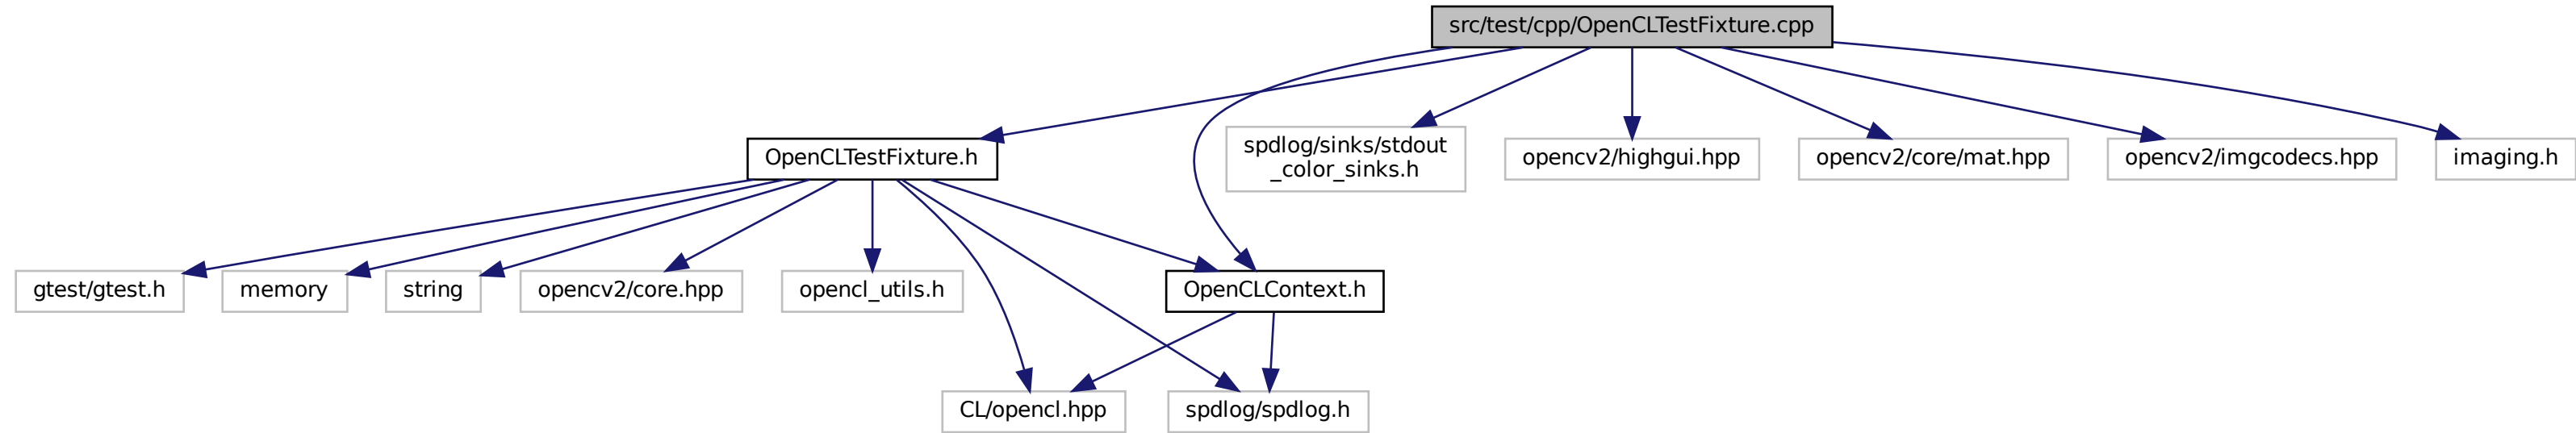 src/test/cpp/OpenCLTestFixture.cpp
OpenCLTestFixture.h
spdlog/sinks/stdout
_color_sinks.h
opencv2/highgui.hpp
opencv2/core/mat.hpp
opencv2/imgcodecs.hpp
imaging.h
gtest/gtest.h
memory
string
opencv2/core.hpp
opencl_utils.h
OpenCLContext.h
CL/opencl.hpp
spdlog/spdlog.h